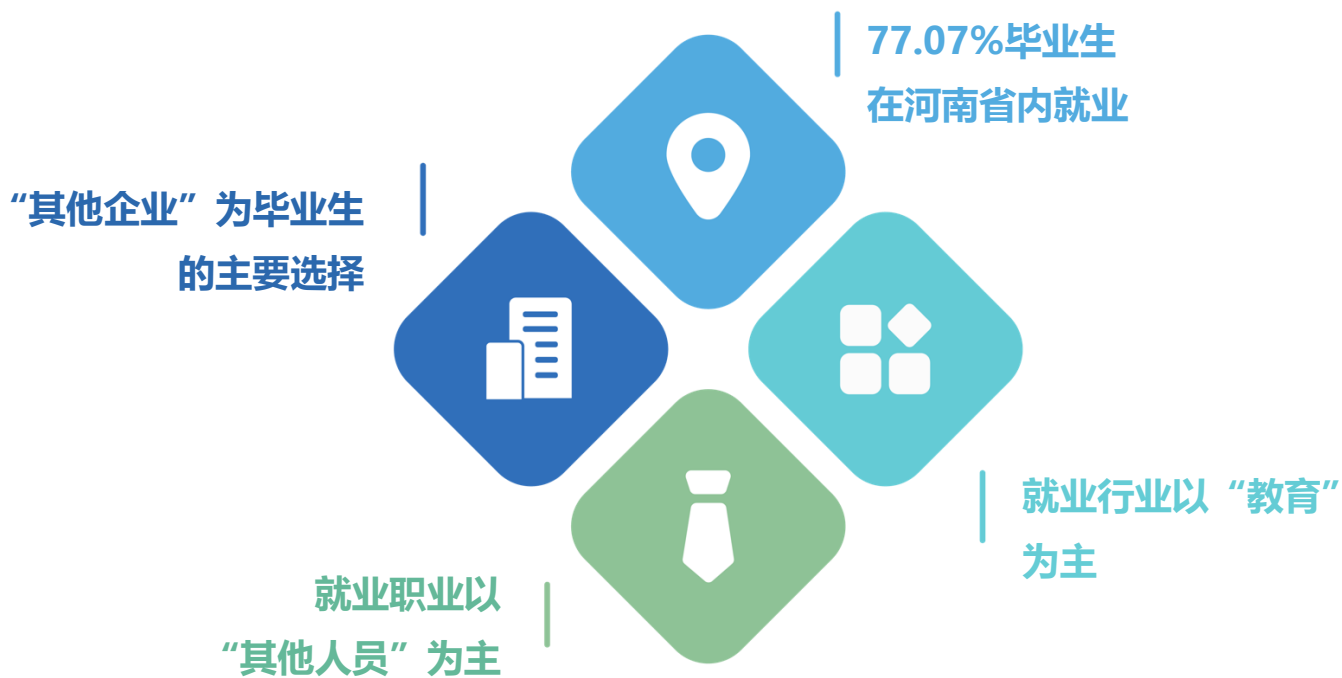 77.07%毕业生
在河南省内就业
“其他企业”为毕业生
的主要选择
就业行业以“教育”
为主
就业职业以
“其他人员”为主